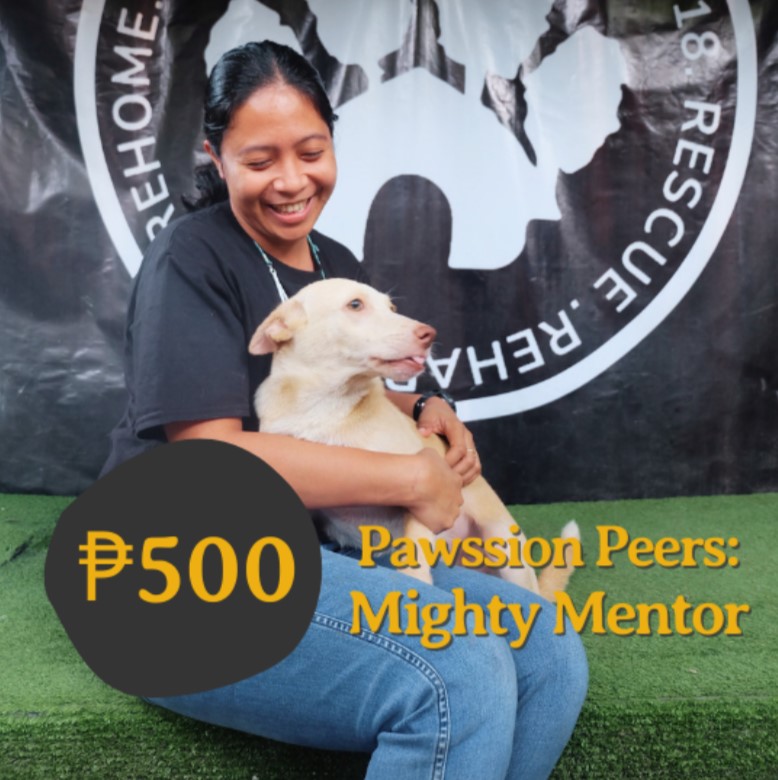 REHOME.
18. RESCUE. REHAB
₱500
Pawssion Peers:
Mighty Mentor